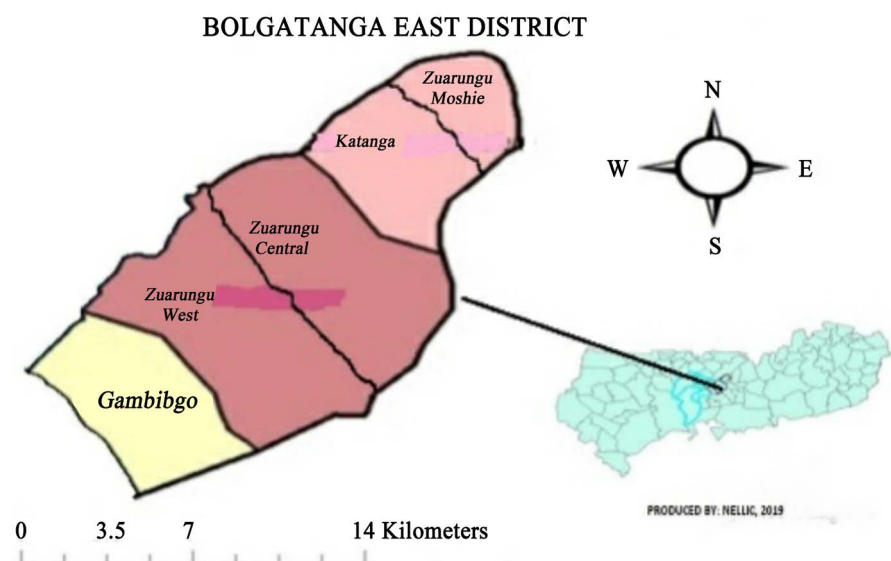 BOLGATANGA EAST DISTRICT
Zuarungu
Moshie
Katanga
N
W
E
S
Zuarungu
Central
Zuarungu
West
Gambibgo
PRODUCED BY: NELLIC, 2019
0 3.5 7 14 Kilometers